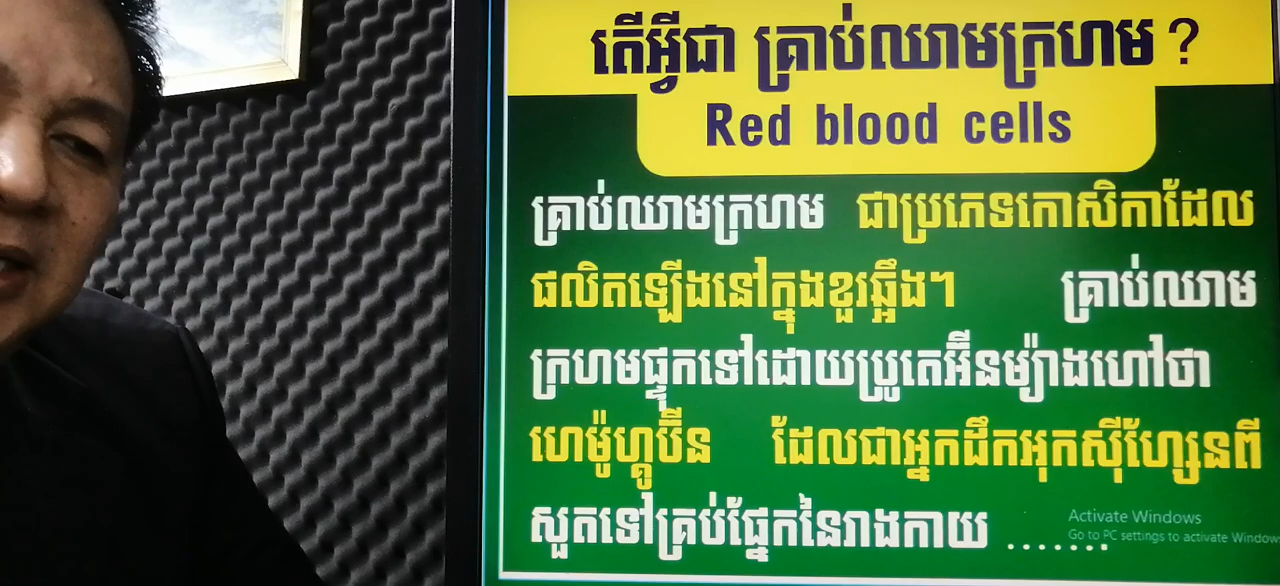 តើអ្វីជា គ្រាប់ឈាមក្រហម ?
Red blood cells
គ្រាប់ឈាមក្រហម ជាប្រភេទកោសិកាដែល
ផលិតឡើងនៅក្នុងខួរឆ្អឹង។ គ្រាប់ឈាម
ក្រហមផ្ទុកទៅដោយប្រូតេអ៊ីនម្យ៉ាងហៅថា
ហេម៉ូហ្គូប៊ីន ដែលជាអ្នកដឹកអុកស៊ីហ្សែនពី
សួតទៅគ្រប់ផ្នែកនៃរាងកាយ ........
Activate Windows
Go to PC settings to activate Windows